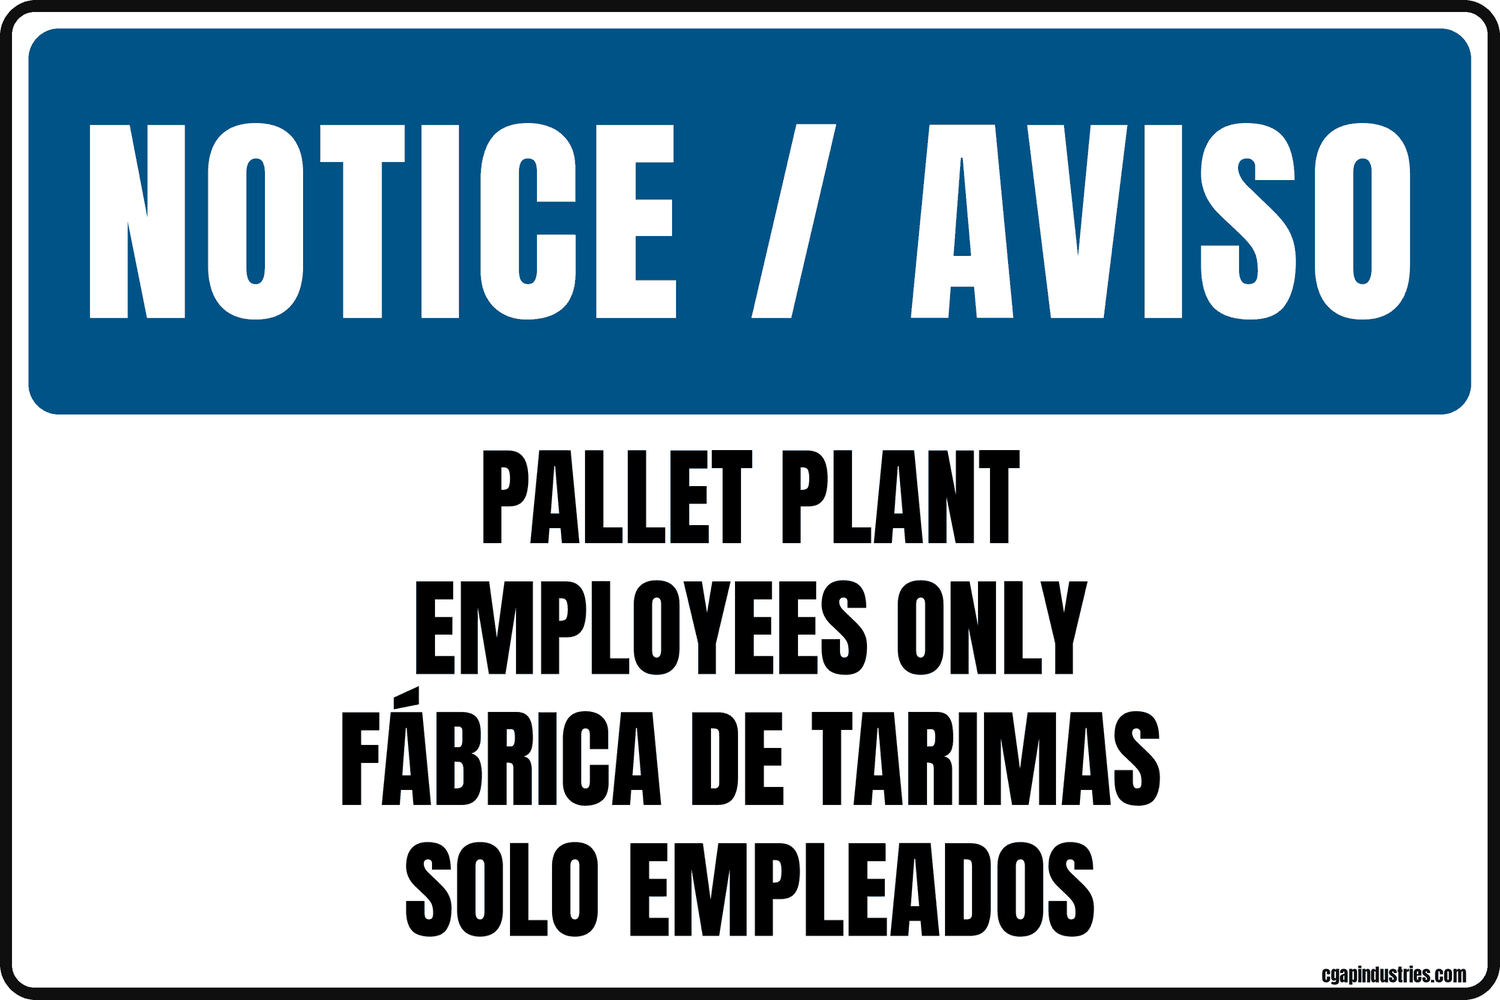 NOTICE / AVISO
PALLET PLANT
EMPLOYEES ONLY
FÁBRICA DE TARIMAS
SOLO EMPLEADOS
cgapindustries.com